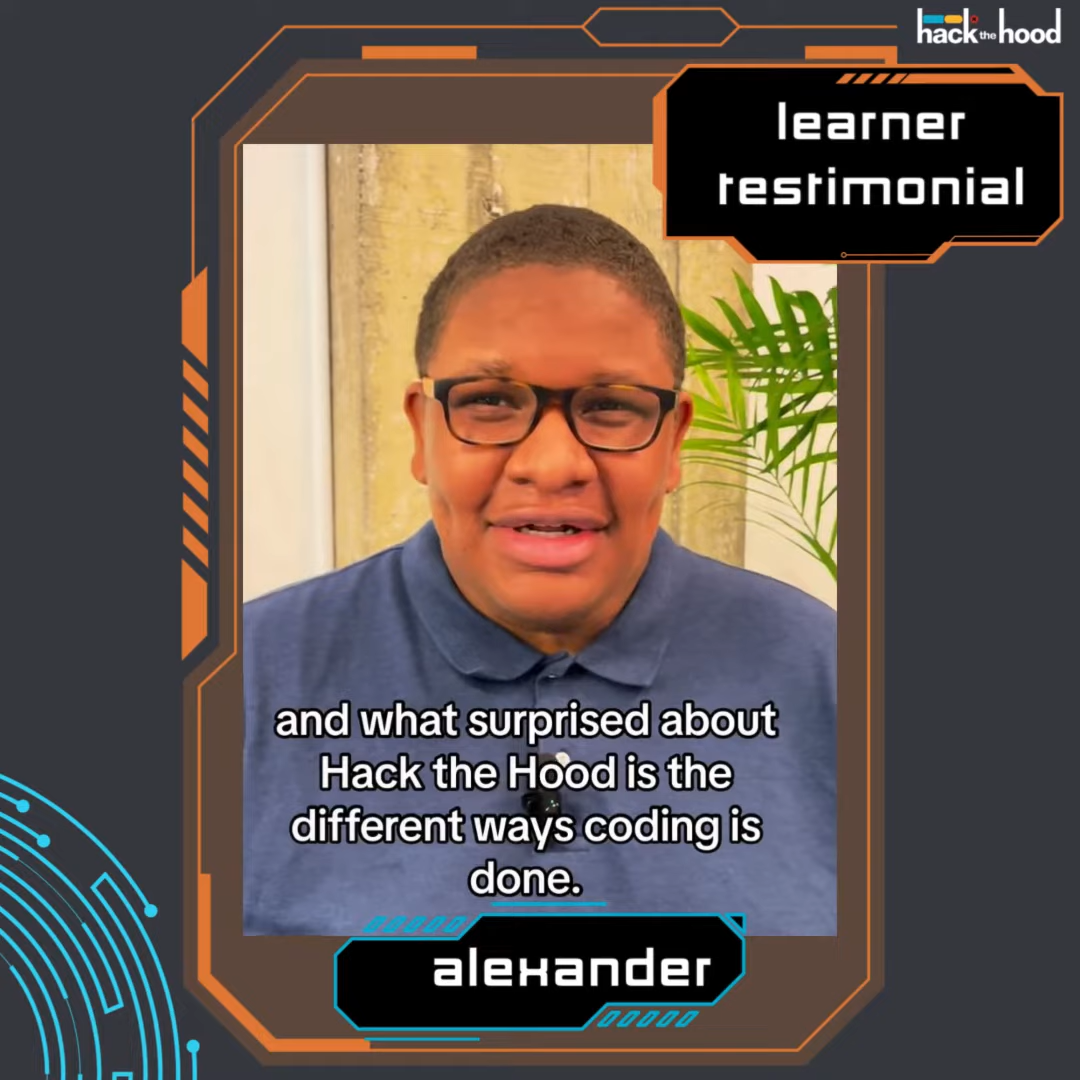 hack the hood
learner
testimonial
and what surprised about
Hack the Hood is the
different ways coding is
done.
alexander